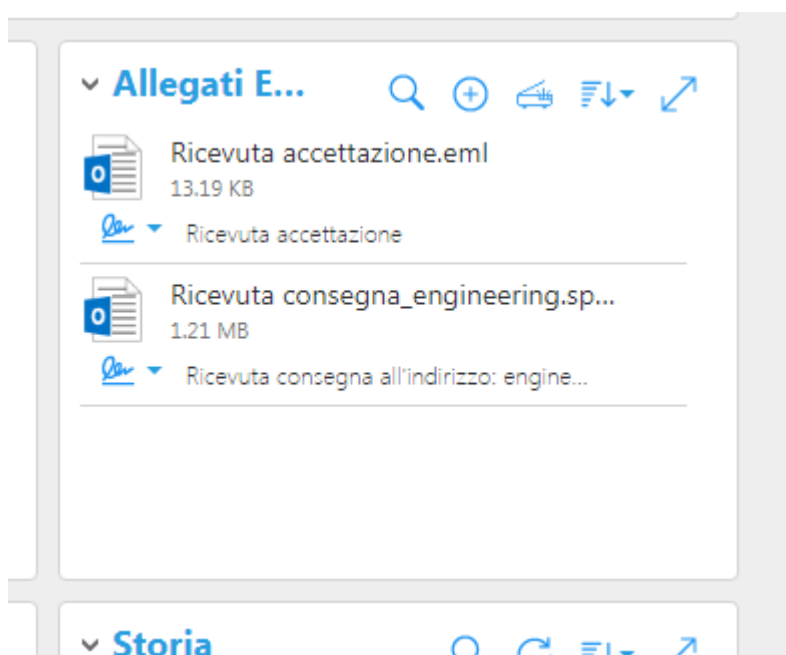 Allegati E...
Ricevuta accettazione.eml
13.19 KB
Ricevuta accettazione
Ricevuta consegna_engineering.sp...
1.21 MB
Ricevuta consegna all'indirizzo: engine...
Storia